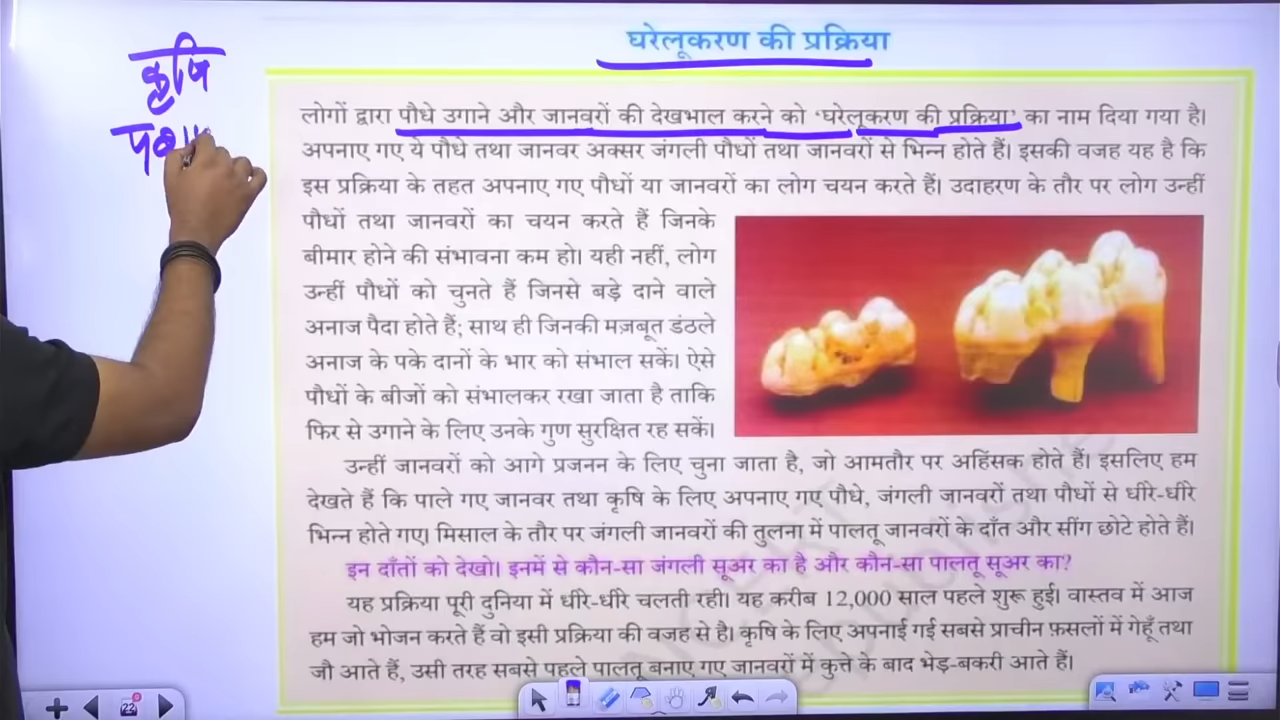 घरेलूकरण की प्रक्रिया
कृषि
लोगों द्वारा पौधे उगाने और जानवरों की देखभाल करने को 'घरेलूकरण की प्रक्रिया' का नाम दिया गया है।
अपनाए गए ये पौधे तथा जानवर अक्सर जंगली पौधों तथा जानवरों से भिन्न होते हैं। इसकी वजह यह है कि
इस प्रक्रिया के तहत अपनाए गए पौधों या जानवरों का लोग चयन करते हैं। उदाहरण के तौर पर लोग उन्हीं
पौधों तथा जानवरों का चयन करते हैं जिनके
बीमार होने की संभावना कम हो। यही नहीं, लोग
उन्हीं पौधों को चुनते हैं जिनसे बड़े दाने वाले
अनाज पैदा होते हैं; साथ ही जिनकी मज़बूत डंठले
अनाज के पके दानों के भार को संभाल सकें। ऐसे
पौधों के बीजों को संभालकर रखा जाता है ताकि
फिर से उगाने के लिए उनके गुण सुरक्षित रह सकें।
उन्हीं जानवरों को आगे प्रजनन के लिए चुना जाता है, जो आमतौर पर अहिंसक होते हैं। इसलिए हम
देखते हैं कि पाले गए जानवर तथा कृषि के लिए अपनाए गए पौधे, जंगली जानवरों तथा पौधों से धीरे-धीरे
भिन्न होते गए। मिसाल के तौर पर जंगली जानवरों की तुलना में पालतू जानवरों के दाँत और सींग छोटे होते हैं।
इन दाँतों को देखो। इनमें से कौन-सा जंगली सूअर का है और कौन-सा पालतू सूअर का?
यह प्रक्रिया पूरी दुनिया में धीरे-धीरे चलती रही। यह करीब 12,000 साल पहले शुरू हुई। वास्तव में आज
हम जो भोजन करते हैं वो इसी प्रक्रिया की वजह से है। कृषि के लिए अपनाई गई सबसे प्राचीन फ़सलों में गेहूँ तथा
जौ आते हैं, उसी तरह सबसे पहले पालतू बनाए गए जानवरों में कुत्ते के बाद भेड़-बकरी आते हैं।
22